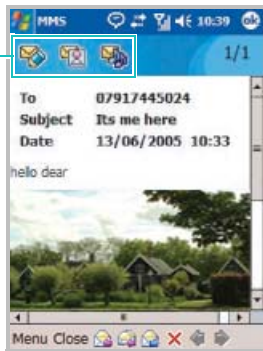 MMS 10:39 ok
1/1
To 07917445024
Subject Its me here
Date 13/06/2005 10:33
hello dear
Menu Close